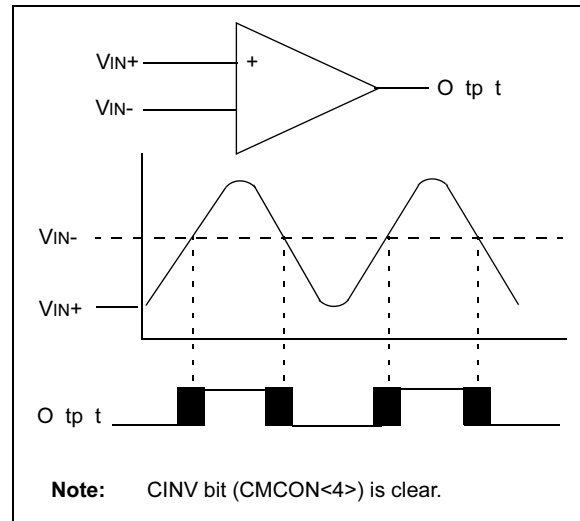 VIN+
+
O tp t
VIN-
VIN-
VIN+
O tp t
Note: CINV bit (CMCON<4>) is clear.